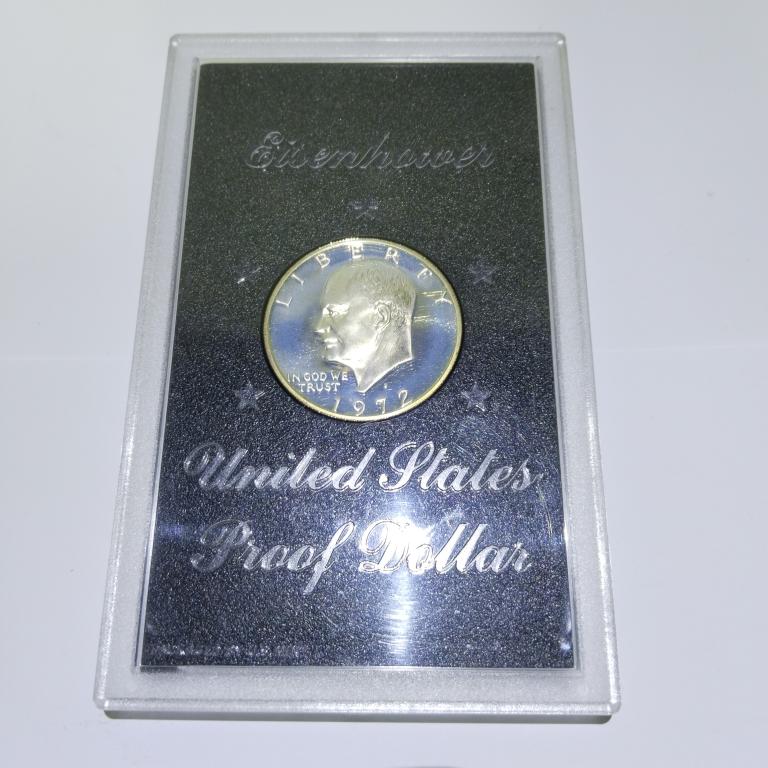 Eisenhower
LIBERTY
IN GOD WE
TRUST
1972
United States
Proof Dollar